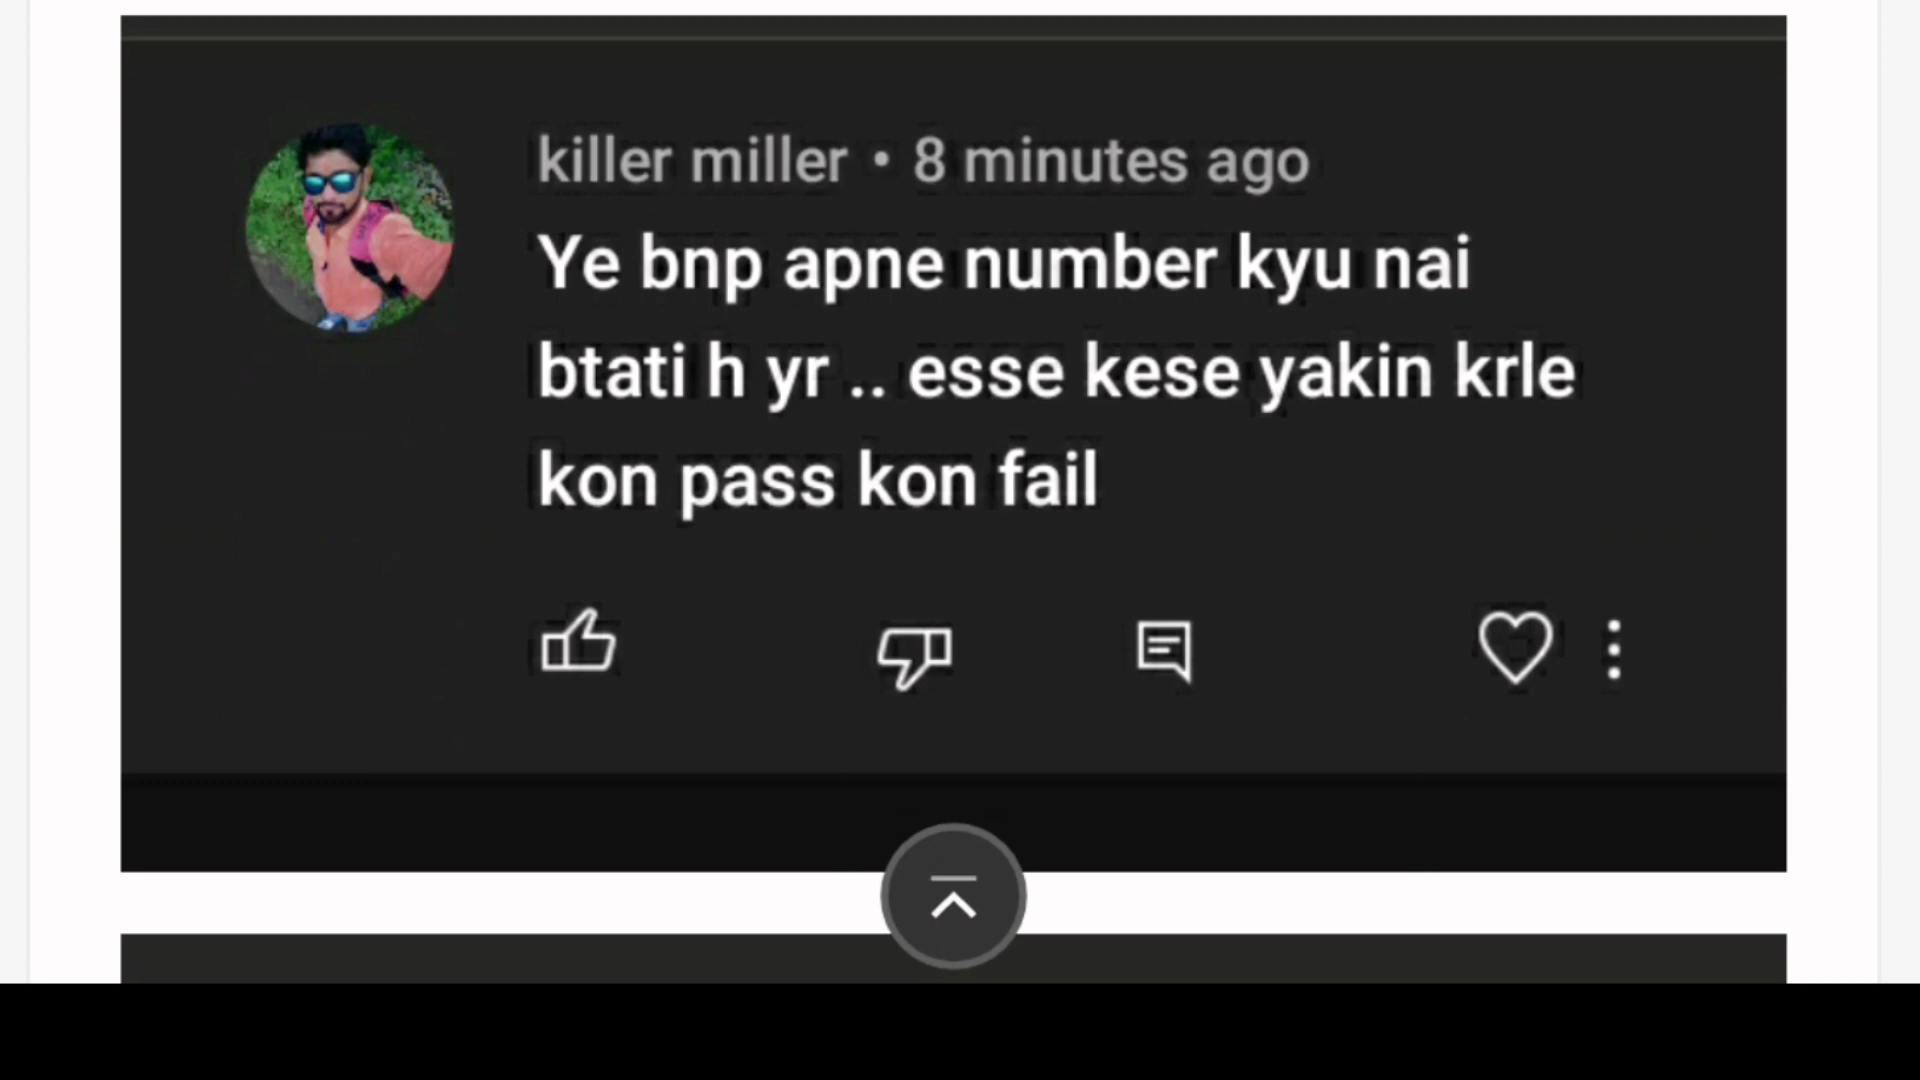 killer miller • 8 minutes ago
Ye bnp apne number kyu nai
btati h yr .. esse kese yakin krle
kon pass kon fail